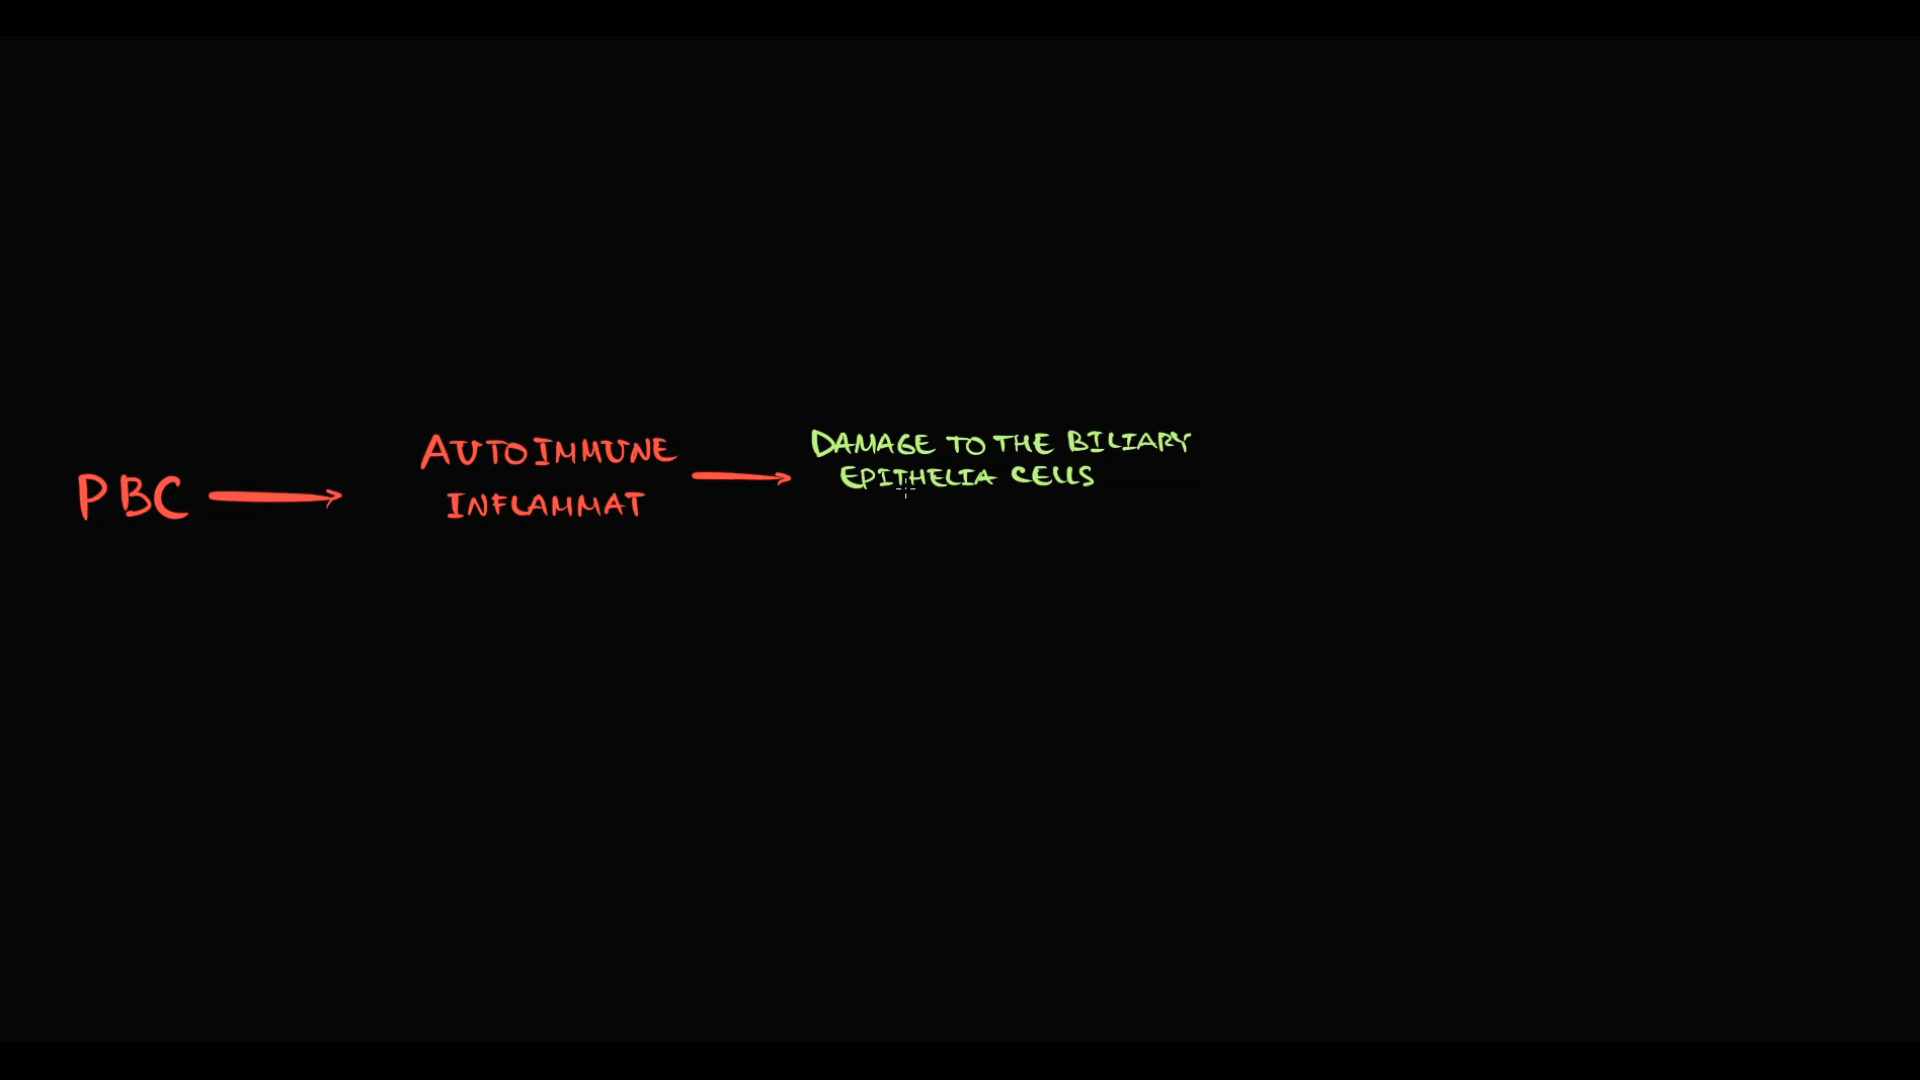 PBC
AUTOIMMUNE
INFLAMMAT
DAMAGE TO THE BILIARY
EPITHELIA CELLS